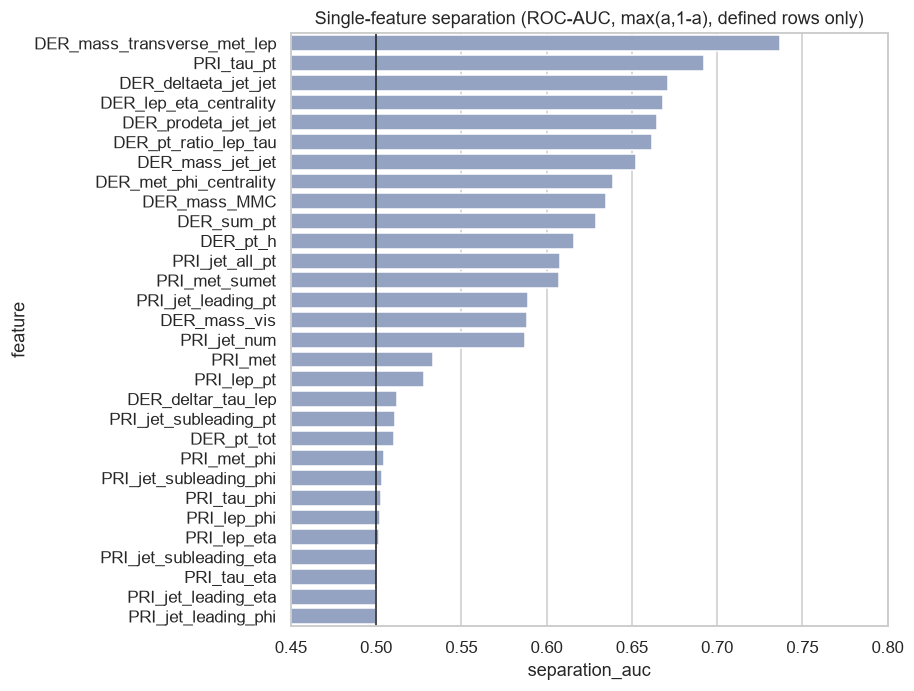 Single-feature separation (ROC-AUC, max(a,1-a), defined rows only)
DER_mass_transverse_met_lep
PRI_tau_pt
DER_deltaeta_jet_jet
DER_lep_eta_centrality
DER_prodeta_jet_jet
DER_pt_ratio_lep_tau
DER_mass_jet_jet
DER_met_phi_centrality
DER_mass_MMC
DER_sum_pt
DER_pt_h
PRI_jet_all_pt
PRI_met_sumet
PRI_jet_leading_pt
DER_mass_vis
PRI_jet_num
PRI_met
PRI_lep_pt
DER_deltar_tau_lep
PRI_jet_subleading_pt
DER_pt_tot
PRI_met_phi
PRI_jet_subleading_phi
PRI_tau_phi
PRI_lep_phi
PRI_lep_eta
PRI_jet_subleading_eta
PRI_tau_eta
PRI_jet_leading_eta
PRI_jet_leading_phi
feature
0.45 0.50 0.55 0.60 0.65 0.70 0.75 0.80
separation_auc